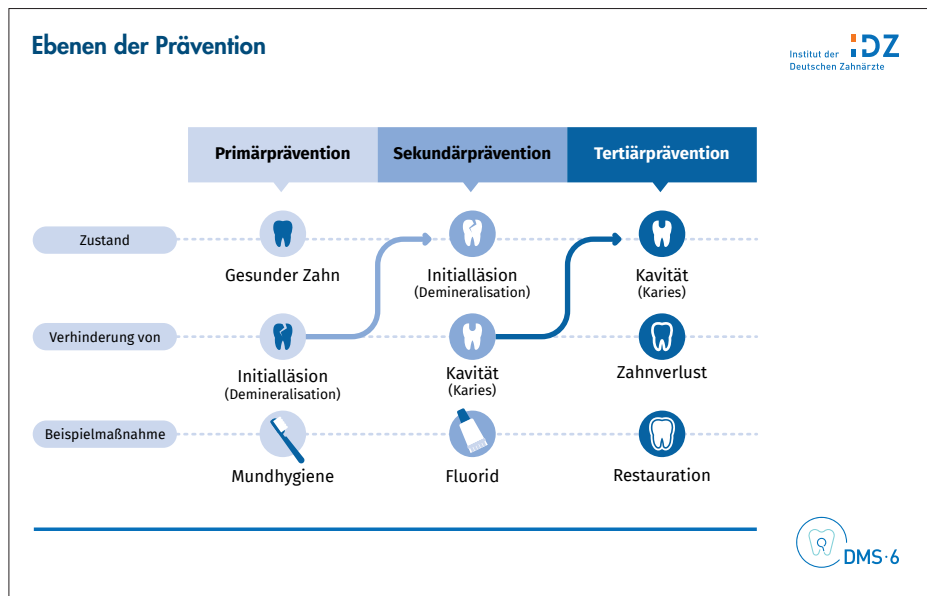 Ebenen der Prävention
Institut der IDZ
Deutschen Zahnärzte
Primärprävention Sekundärprävention Tertiärprävention
Zustand
Gesunder Zahn Initialläsion Kavität
(Demineralisation) (Karies)
Verhinderung von
Initialläsion Kavität Zahnverlust
(Demineralisation) (Karies)
Beispielmaßnahme
Mundhygiene Fluorid Restauration
DMS·6